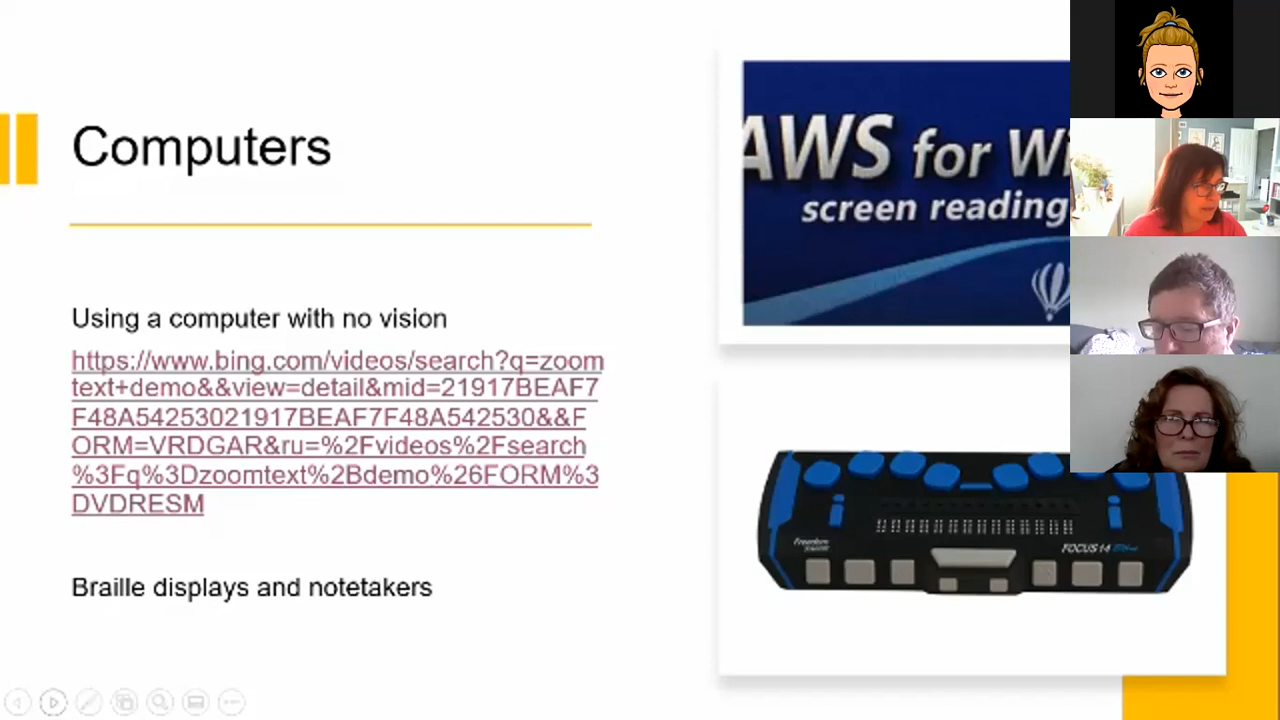 Computers
AWS for Wi
screen reading
Using a computer with no vision
https://www.bing.com/videos/search?q=zoom
text+demo&&view=detail&mid=21917BEAF7
F48A54253021917BEAF7F48A542530&&F
ORM=VRDGAR&ru=%2Fvideos%2Fsearch
%3Fq%3Dzoomtext%2Bdemo%26FORM%3
DVDRESM
Freedom
FOCUS 14
Braille displays and notetakers